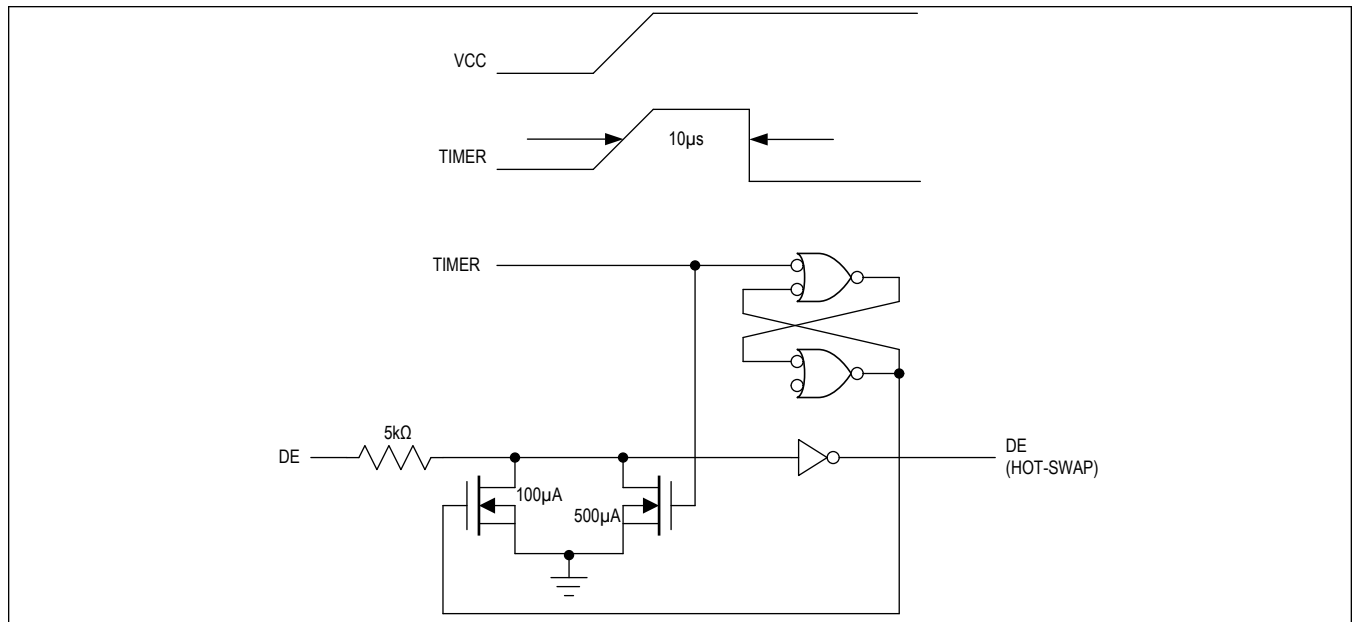 VCC
TIMER
10µs
TIMER
5kΩ
DE
100µA
500µA
DE
(HOT-SWAP)